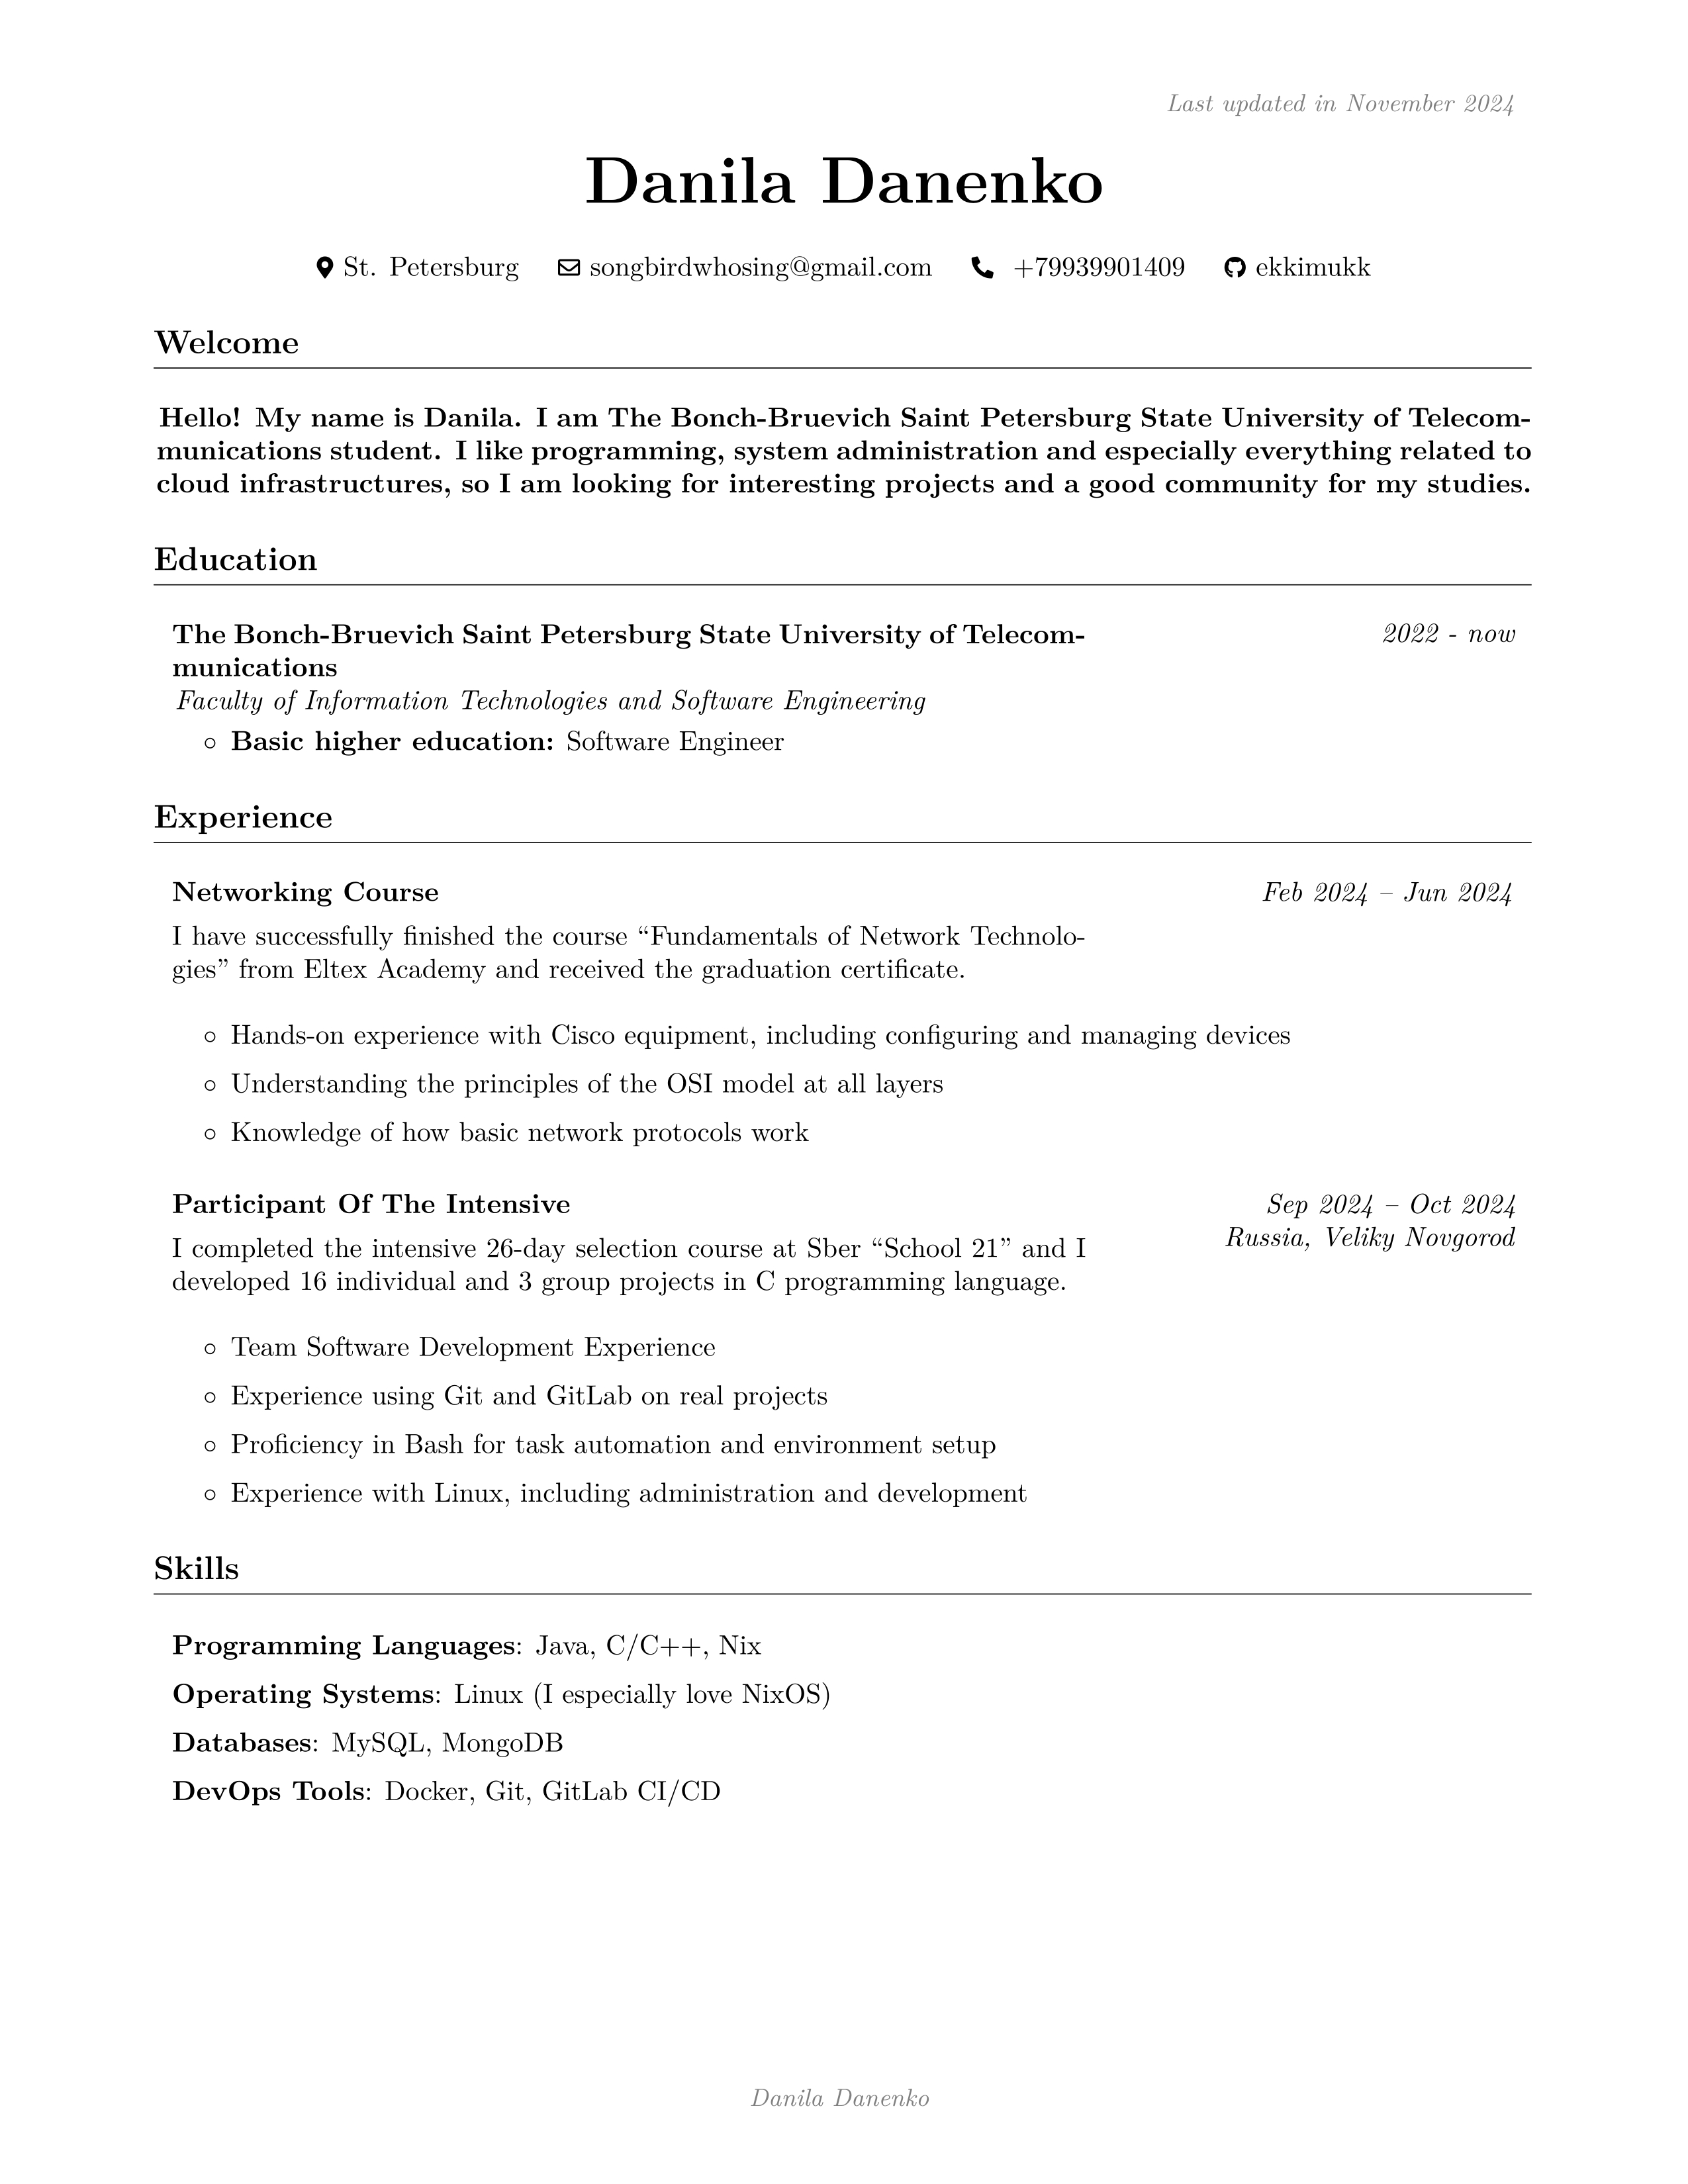 Last updated in November 2024
Danila Danenko
St. Petersburg songbirdwhosing@gmail.com +79939901409 ekkimukk
Welcome
Hello! My name is Danila. I am The Bonch-Bruevich Saint Petersburg State University of Telecom-
munications student. I like programming, system administration and especially everything related to
cloud infrastructures, so I am looking for interesting projects and a good community for my studies.
Education
The Bonch-Bruevich Saint Petersburg State University of Telecom- 2022 - now
munications
Faculty of Information Technologies and Software Engineering
○ Basic higher education: Software Engineer
Experience
Networking Course Feb 2024 – Jun 2024
I have successfully finished the course “Fundamentals of Network Technolo-
gies” from Eltex Academy and received the graduation certificate.
○ Hands-on experience with Cisco equipment, including configuring and managing devices
○ Understanding the principles of the OSI model at all layers
○ Knowledge of how basic network protocols work
Participant Of The Intensive Sep 2024 – Oct 2024
Russia, Veliky Novgorod
I completed the intensive 26-day selection course at Sber “School 21” and I
developed 16 individual and 3 group projects in C programming language.
○ Team Software Development Experience
○ Experience using Git and GitLab on real projects
○ Proficiency in Bash for task automation and environment setup
○ Experience with Linux, including administration and development
Skills
Programming Languages: Java, C/C++, Nix
Operating Systems: Linux (I especially love NixOS)
Databases: MySQL, MongoDB
DevOps Tools: Docker, Git, GitLab CI/CD
Danila Danenko